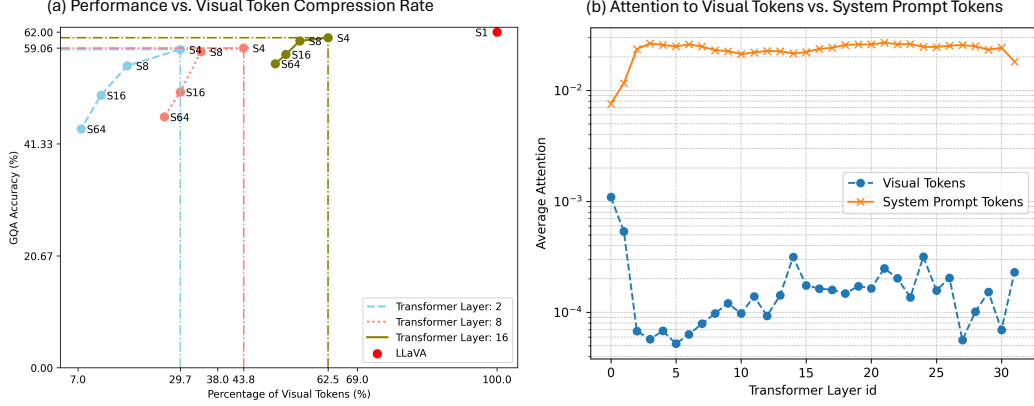 (a) Performance vs. Visual Token Compression Rate
GQA Accuracy (%)
62.00
59.06
41.33
20.67
0.00
S1
S4
S8
S16
S64
S4
S8
S16
S64
S4
S8
S16
S64
Transformer Layer: 2
Transformer Layer: 8
Transformer Layer: 16
LLaVA
7.0 29.7 38.0 43.8 62.5 69.0 100.0
Percentage of Visual Tokens (%)
(b) Attention to Visual Tokens vs. System Prompt Tokens
Average Attention
10⁻²
10⁻³
10⁻⁴
Visual Tokens
System Prompt Tokens
0 5 10 15 20 25 30
Transformer Layer id